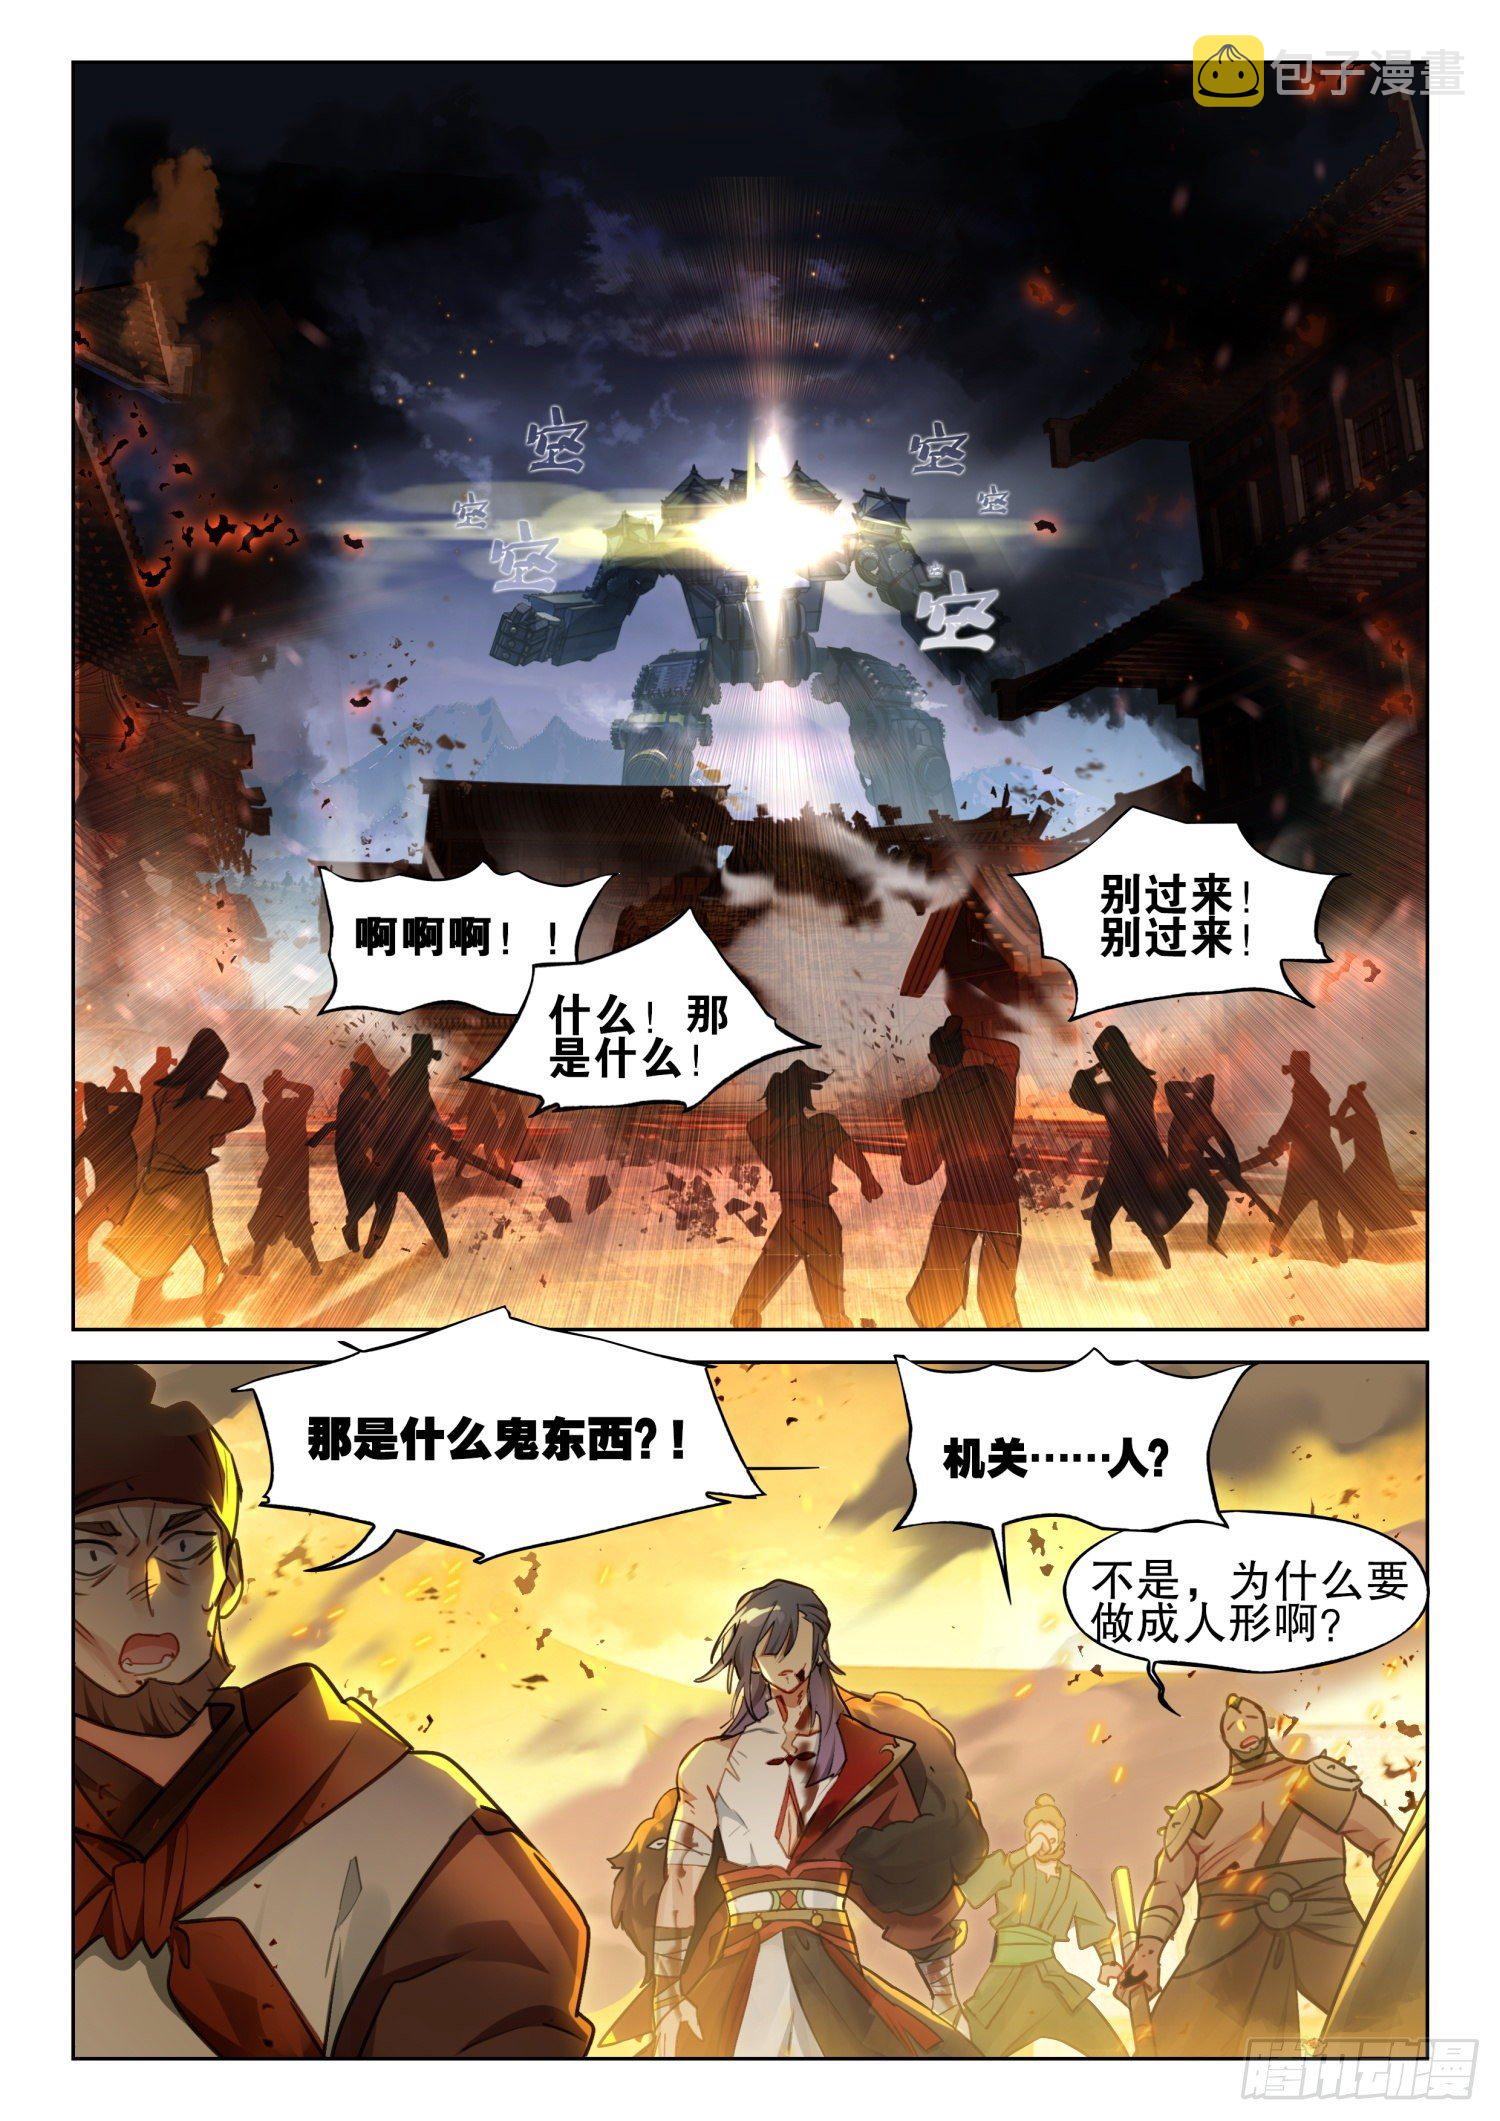 包子漫畫
空
空
空
空
空
空
空
啊啊啊！！
什么！那
是什么！
别过来！
别过来！
那是什么鬼东西？！
机关……人？
不是，为什么要
做成人形啊？
腾讯动漫